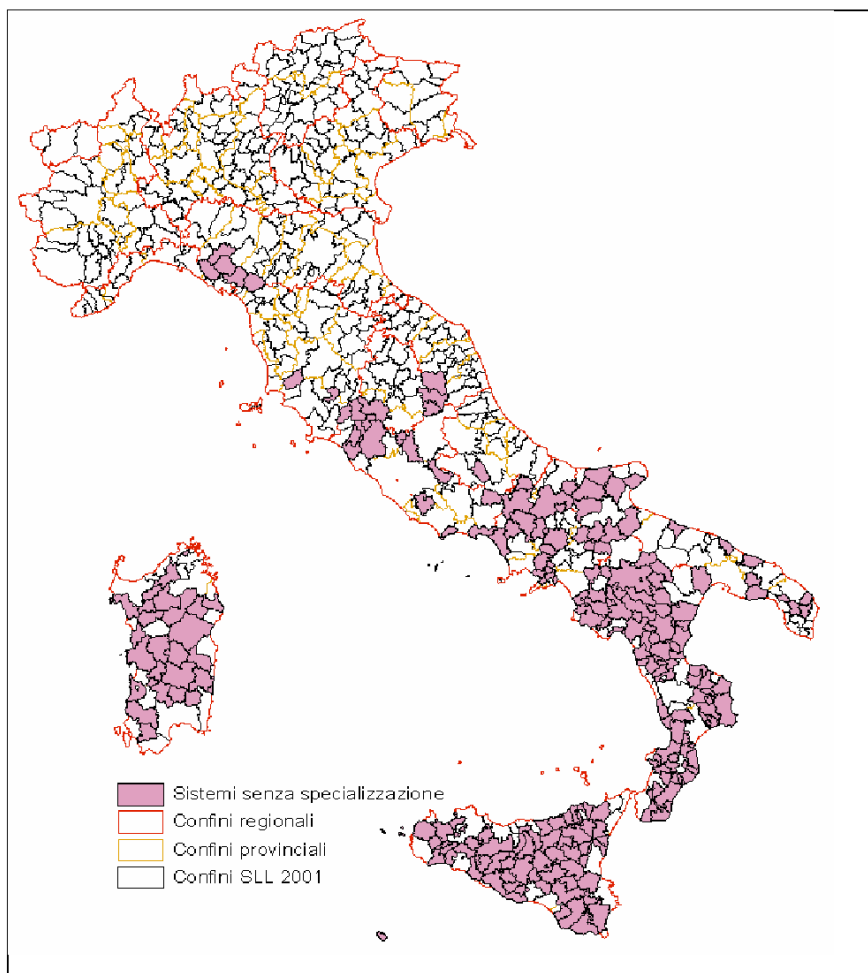 Sistemi senza specializzazione
Confini regionali
Confini provinciali
Confini SLL 2001